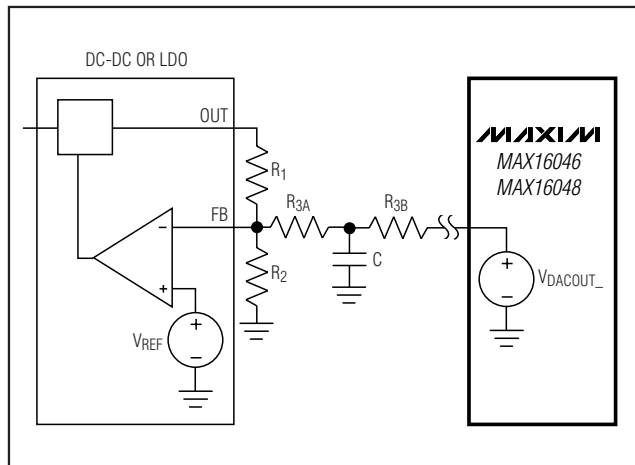 DC-DC OR LDO
OUT
R1
FB
R3A
R3B
R2
C
VREF
+
−
−
+
MAXIM
MAX16046
MAX16048
+
−
VDACOUT_